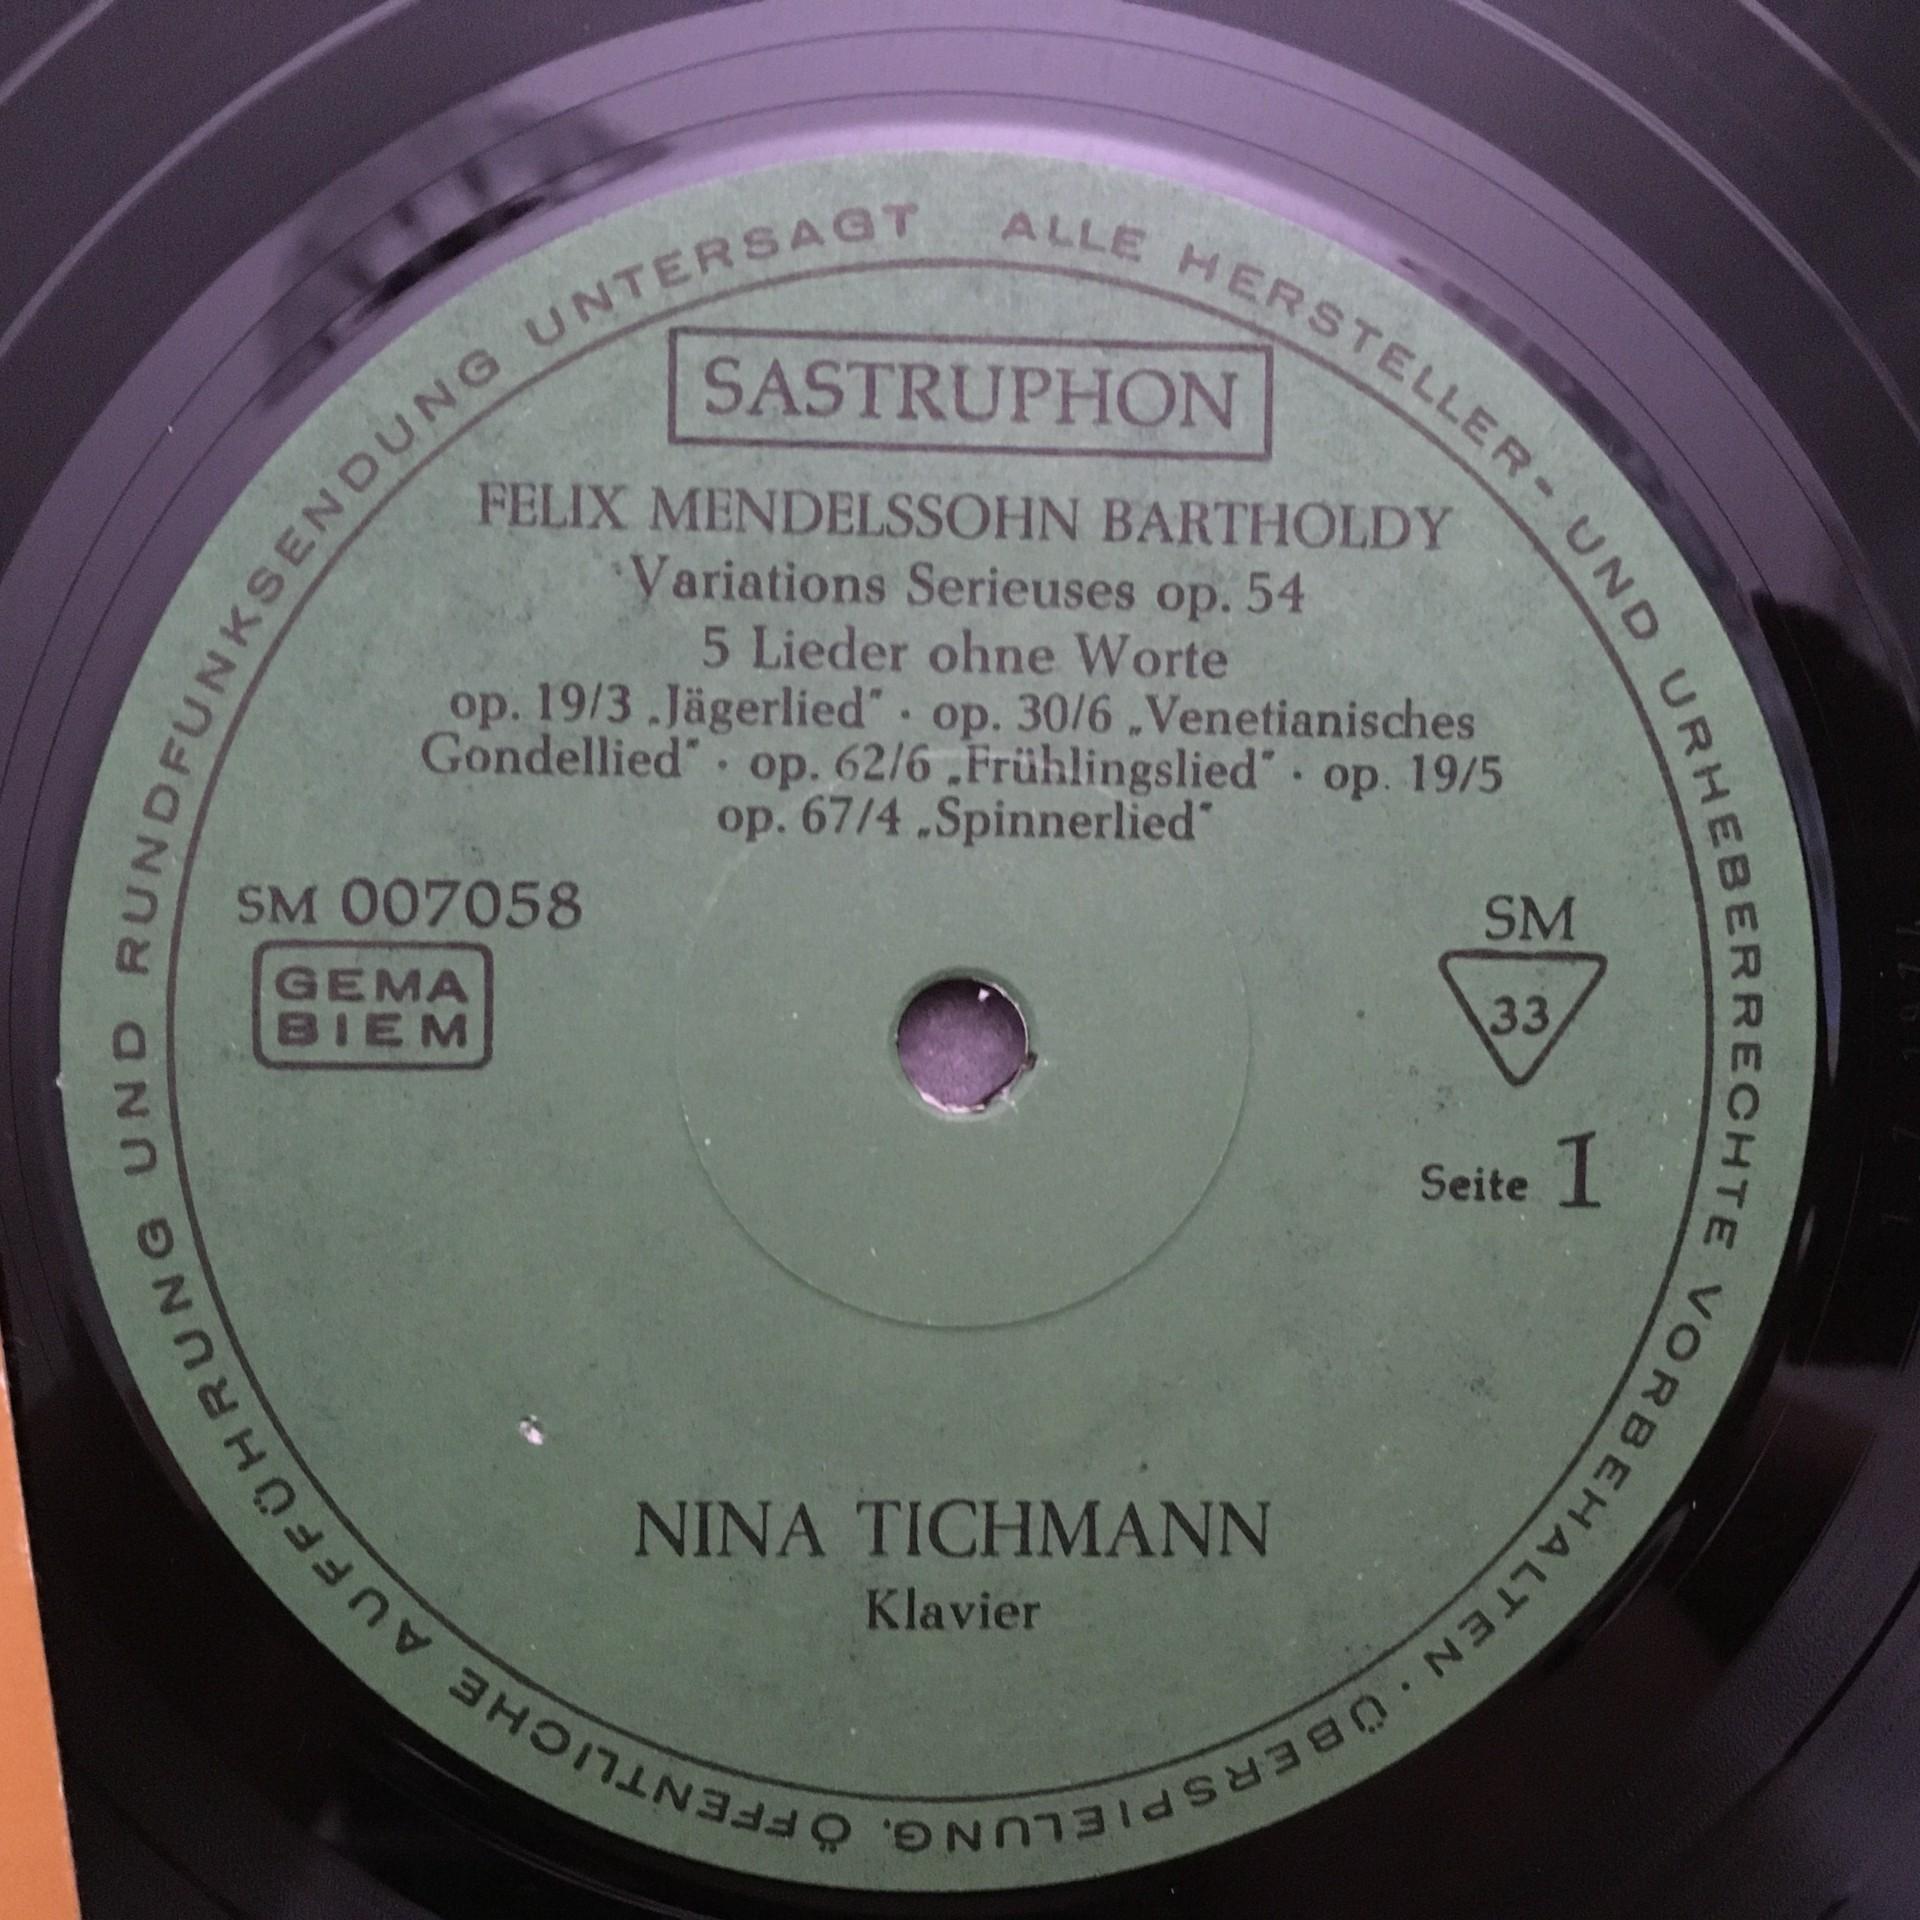 ALLE HERSTELLER- UND URHEBERRECHTE VORBEHALTEN · ÜBERSPIELUNG, ÖFFENTLICHE AUFFÜHRUNG UND RUNDFUNKSENDUNG UNTERSAGT
SASTRUPHON
FELIX MENDELSSOHN BARTHOLDY
Variations Serieuses op. 54
5 Lieder ohne Worte
op. 19/3 „Jägerlied" · op. 30/6 „Venetianisches
Gondellied" · op. 62/6 „Frühlingslied" · op. 19/5
op. 67/4 „Spinnerlied"
SM 007058
GEMA
BIEM
SM
33
Seite 1
NINA TICHMANN
Klavier